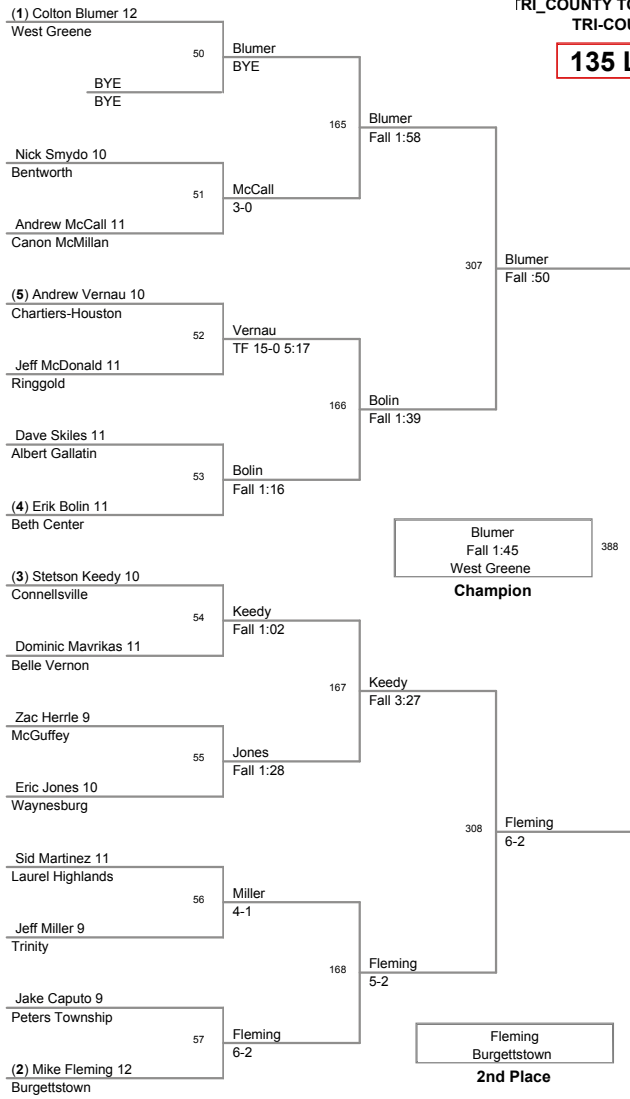 TRI_COUNTY TO
TRI-COU
135 L
(1) Colton Blumer 12
West Greene
50
BYE
BYE
Blumer
BYE
165
Blumer
Fall 1:58
Nick Smydo 10
Bentworth
51
McCall
3-0
Andrew McCall 11
Canon McMillan
307
Blumer
Fall :50
(5) Andrew Vernau 10
Chartiers-Houston
52
Vernau
TF 15-0 5:17
Jeff McDonald 11
Ringgold
166
Bolin
Fall 1:39
Dave Skiles 11
Albert Gallatin
53
Bolin
Fall 1:16
(4) Erik Bolin 11
Beth Center
Blumer
Fall 1:45
West Greene
388
Champion
(3) Stetson Keedy 10
Connellsville
54
Keedy
Fall 1:02
Dominic Mavrikas 11
Belle Vernon
167
Keedy
Fall 3:27
Zac Herrle 9
McGuffey
55
Jones
Fall 1:28
Eric Jones 10
Waynesburg
308
Fleming
6-2
Sid Martinez 11
Laurel Highlands
56
Miller
4-1
Jeff Miller 9
Trinity
168
Fleming
5-2
Jake Caputo 9
Peters Township
57
Fleming
6-2
(2) Mike Fleming 12
Burgettstown
Fleming
Burgettstown
2nd Place